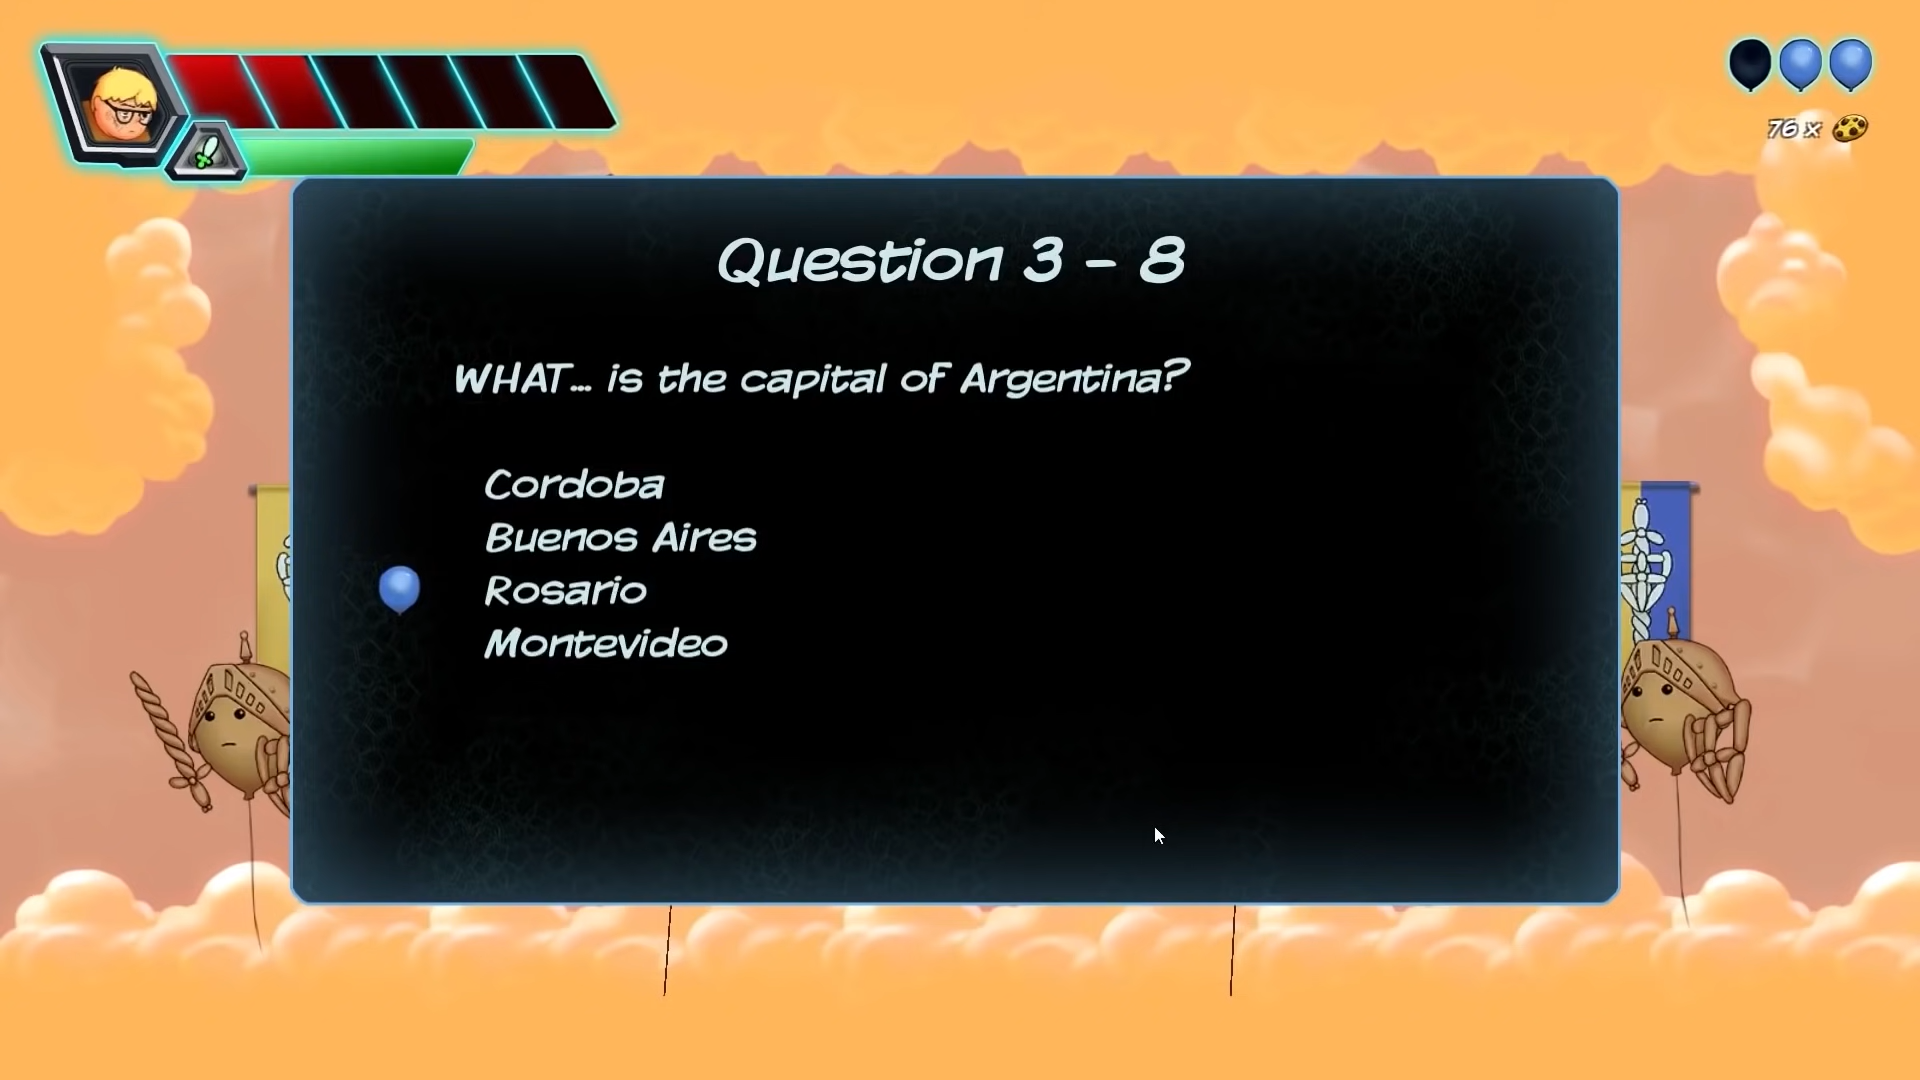 76 x
Question 3 - 8
WHAT... is the capital of Argentina?
Cordoba
Buenos Aires
Rosario
Montevideo